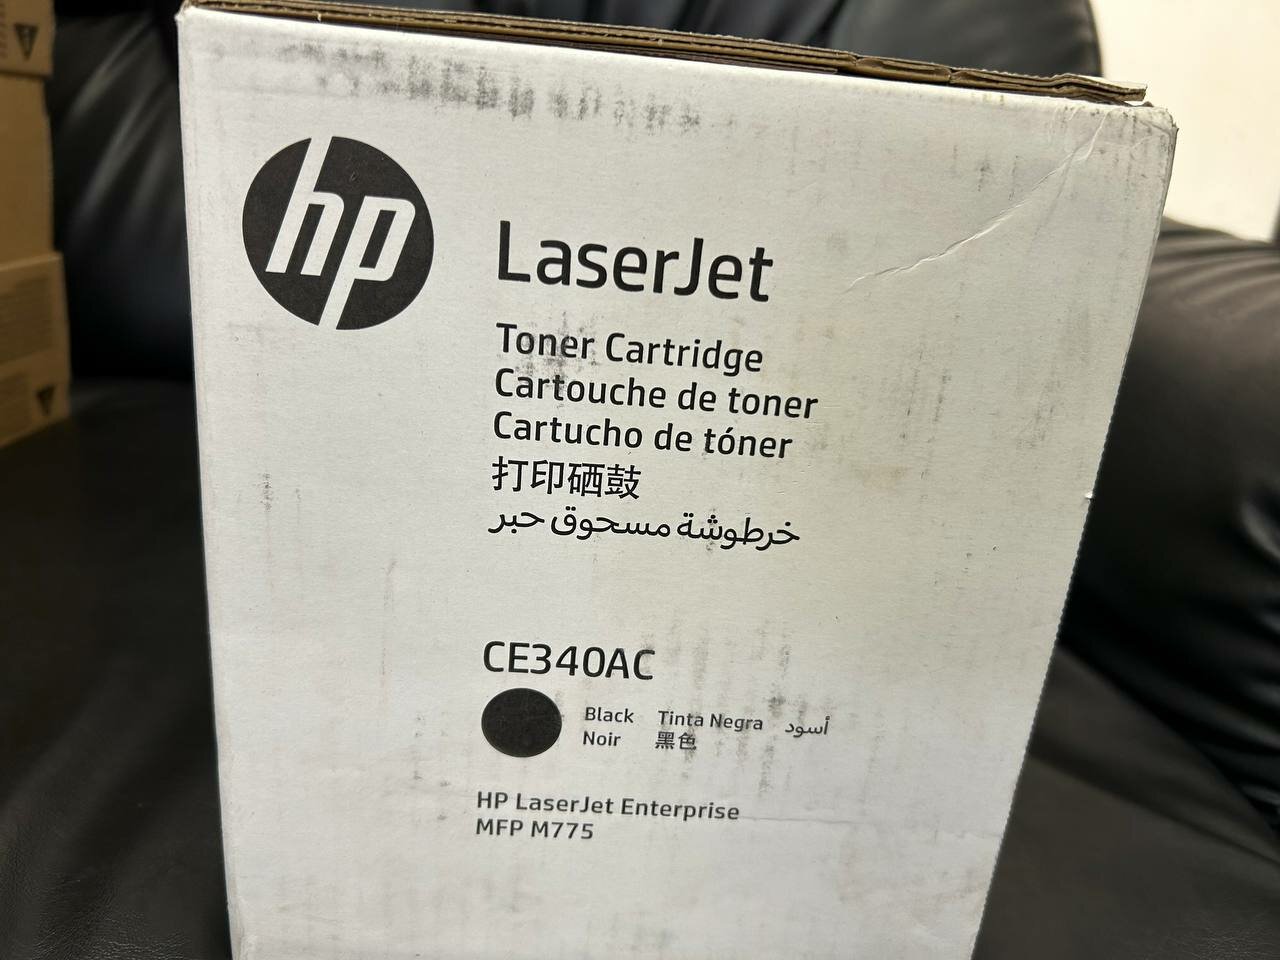 hp
LaserJet
Toner Cartridge
Cartouche de toner
Cartucho de tóner
打印硒鼓
خرطوشة مسحوق حبر
CE340AC
Black Tinta Negra أسود
Noir 黑色
HP LaserJet Enterprise
MFP M775